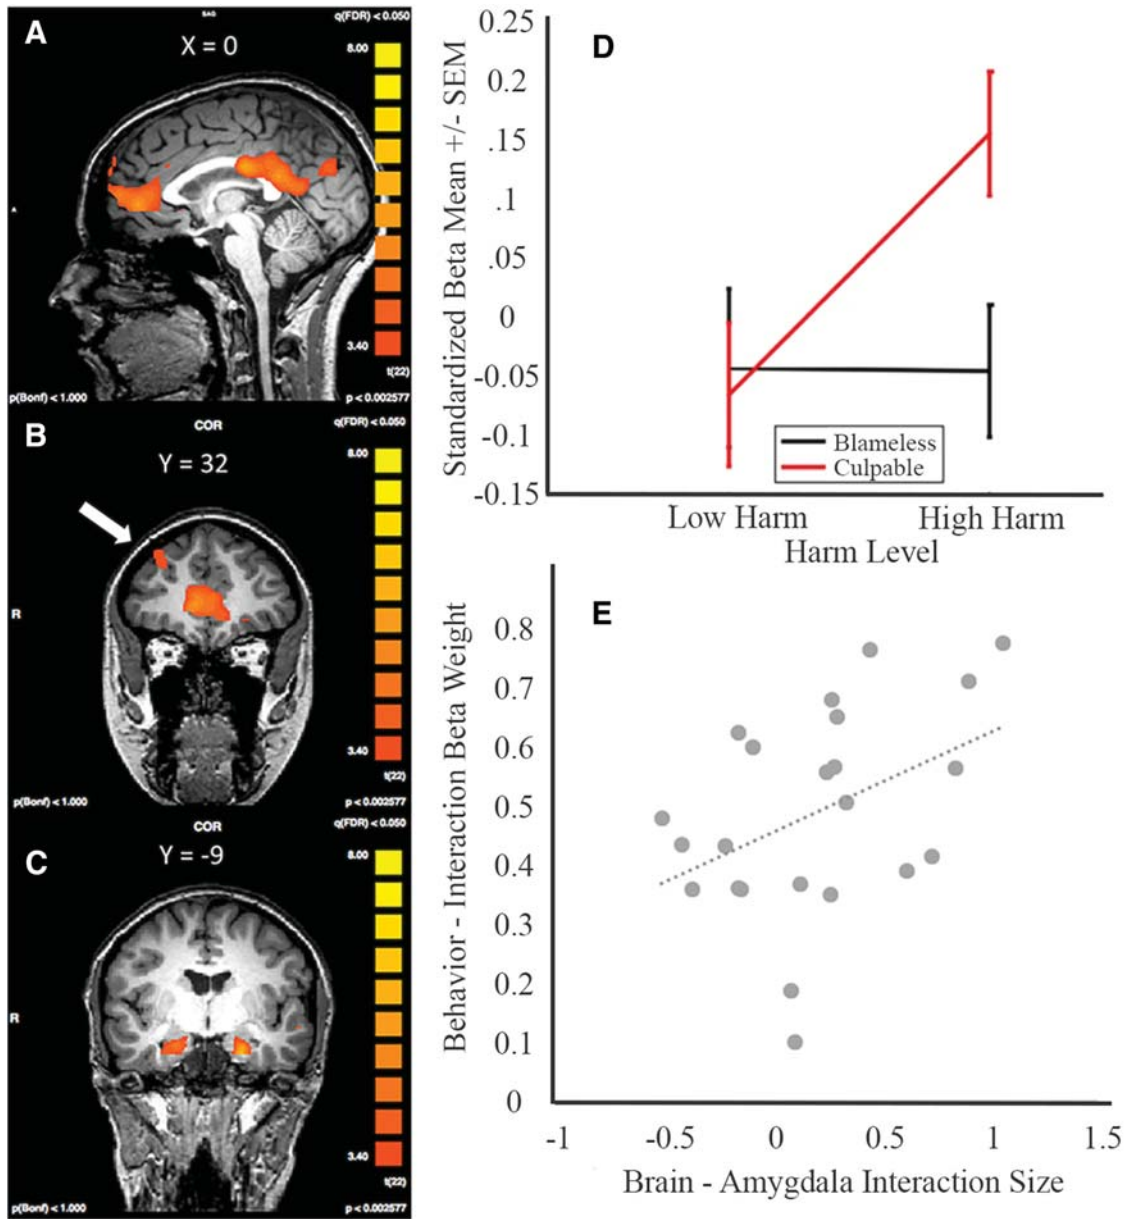 A
SAG
q(FDR) < 0.050
X = 0
8.00
A
3.40
t(22)
p(Bonf) < 1.000
p < 0.002577
B
COR
q(FDR) < 0.050
Y = 32
8.00
R
3.40
t(22)
p(Bonf) < 1.000
p < 0.002577
C
COR
q(FDR) < 0.050
Y = -9
8.00
R
3.40
t(22)
p(Bonf) < 1.000
p < 0.002577
D
Standardized Beta Mean +/- SEM
0.25
0.2
.15
.1
.05
0
-0.05
-0.1
-0.15
Blameless
Culpable
Low Harm
High Harm
Harm Level
E
Behavior - Interaction Beta Weight
0.8
0.7
0.6
0.5
0.4
0.3
0.2
0.1
0
-1
-0.5
0
0.5
1
1.5
Brain - Amygdala Interaction Size